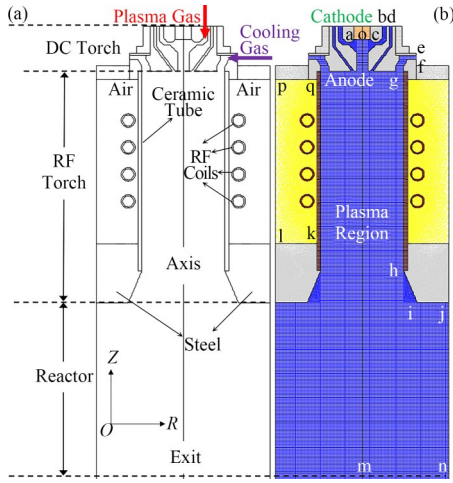 (a)
Plasma Gas
Cathode bd
(b)
DC Torch
Cooling
Gas
a o c
e
f
Air
Ceramic
Tube
Air
p
q
Anode
g
RF
Torch
RF
Coils
Plasma
Region
l
k
Axis
h
Steel
i
j
Reactor
Z
O
R
Exit
m
n